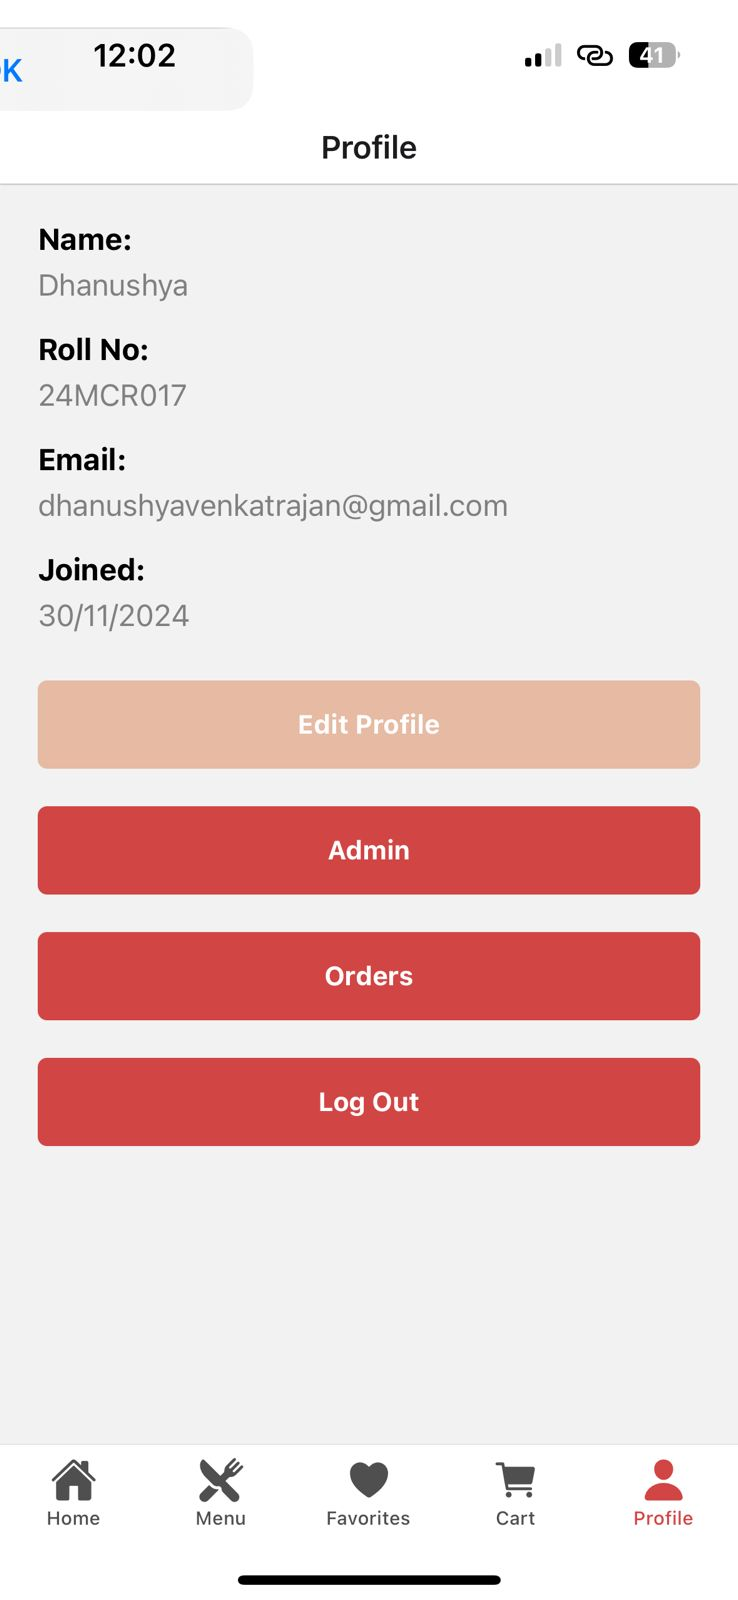 12:02
41
K
Profile
Name:
Dhanushya
Roll No:
24MCR017
Email:
dhanushyavenkatrajan@gmail.com
Joined:
30/11/2024
Edit Profile
Admin
Orders
Log Out
Home Menu Favorites Cart Profile